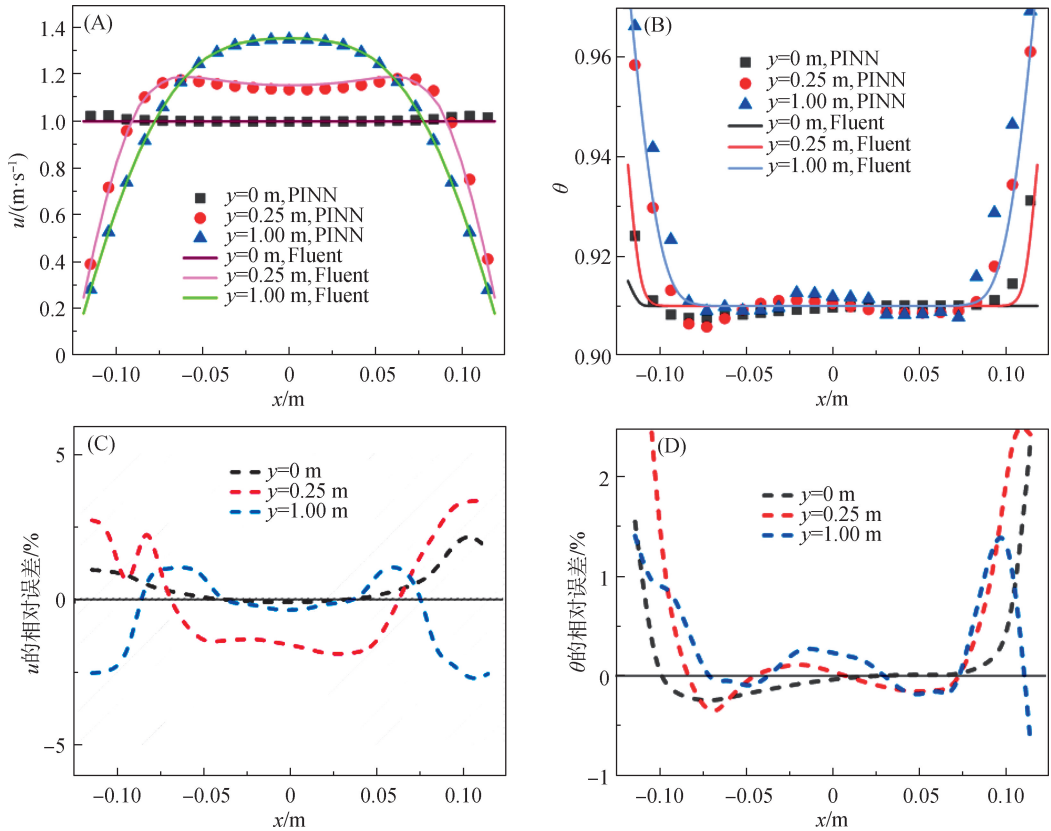 (A)
1.4
1.2
1.0
0.8
0.6
0.4
0.2
0
u/(m·s⁻¹)
y=0 m, PINN
y=0.25 m, PINN
y=1.00 m, PINN
y=0 m, Fluent
y=0.25 m, Fluent
y=1.00 m, Fluent
−0.10 −0.05 0 0.05 0.10
x/m
(B)
0.96
0.94
0.92
0.90
θ
y=0 m, PINN
y=0.25 m, PINN
y=1.00 m, PINN
y=0 m, Fluent
y=0.25 m, Fluent
y=1.00 m, Fluent
−0.10 −0.05 0 0.05 0.10
x/m
(C)
5
0
−5
u的相对误差/%
y=0 m
y=0.25 m
y=1.00 m
−0.10 −0.05 0 0.05 0.10
x/m
(D)
2
1
0
−1
θ的相对误差/%
y=0 m
y=0.25 m
y=1.00 m
−0.10 −0.05 0 0.05 0.10
x/m